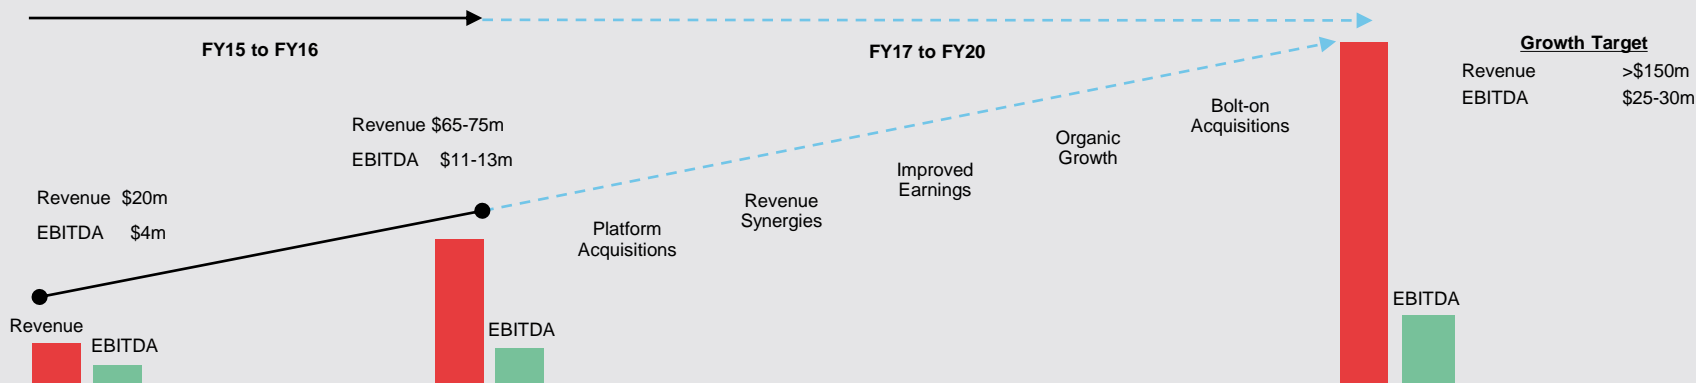 FY15 to FY16
FY17 to FY20
Growth Target
Revenue >$150m
EBITDA $25-30m
Revenue $65-75m
EBITDA $11-13m
Revenue $20m
EBITDA $4m
Platform
Acquisitions
Revenue
Synergies
Improved
Earnings
Organic
Growth
Bolt-on
Acquisitions
Revenue
EBITDA
EBITDA
EBITDA